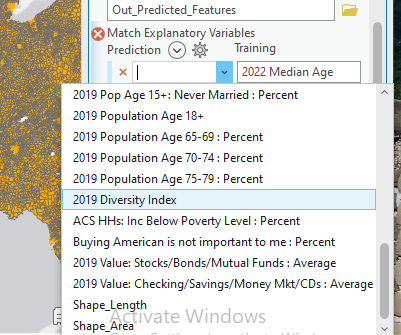 Out_Predicted_Features
Match Explanatory Variables
Prediction Training
2022 Median Age
2019 Pop Age 15+: Never Married : Percent
2019 Population Age 18+
2019 Population Age 65-69 : Percent
2019 Population Age 70-74 : Percent
2019 Population Age 75-79 : Percent
2019 Diversity Index
ACS HHs: Inc Below Poverty Level : Percent
Buying American is not important to me : Percent
2019 Value: Stocks/Bonds/Mutual Funds : Average
2019 Value: Checking/Savings/Money Mkt/CDs : Average
Shape_Length
Activate Windows
Shape_Area